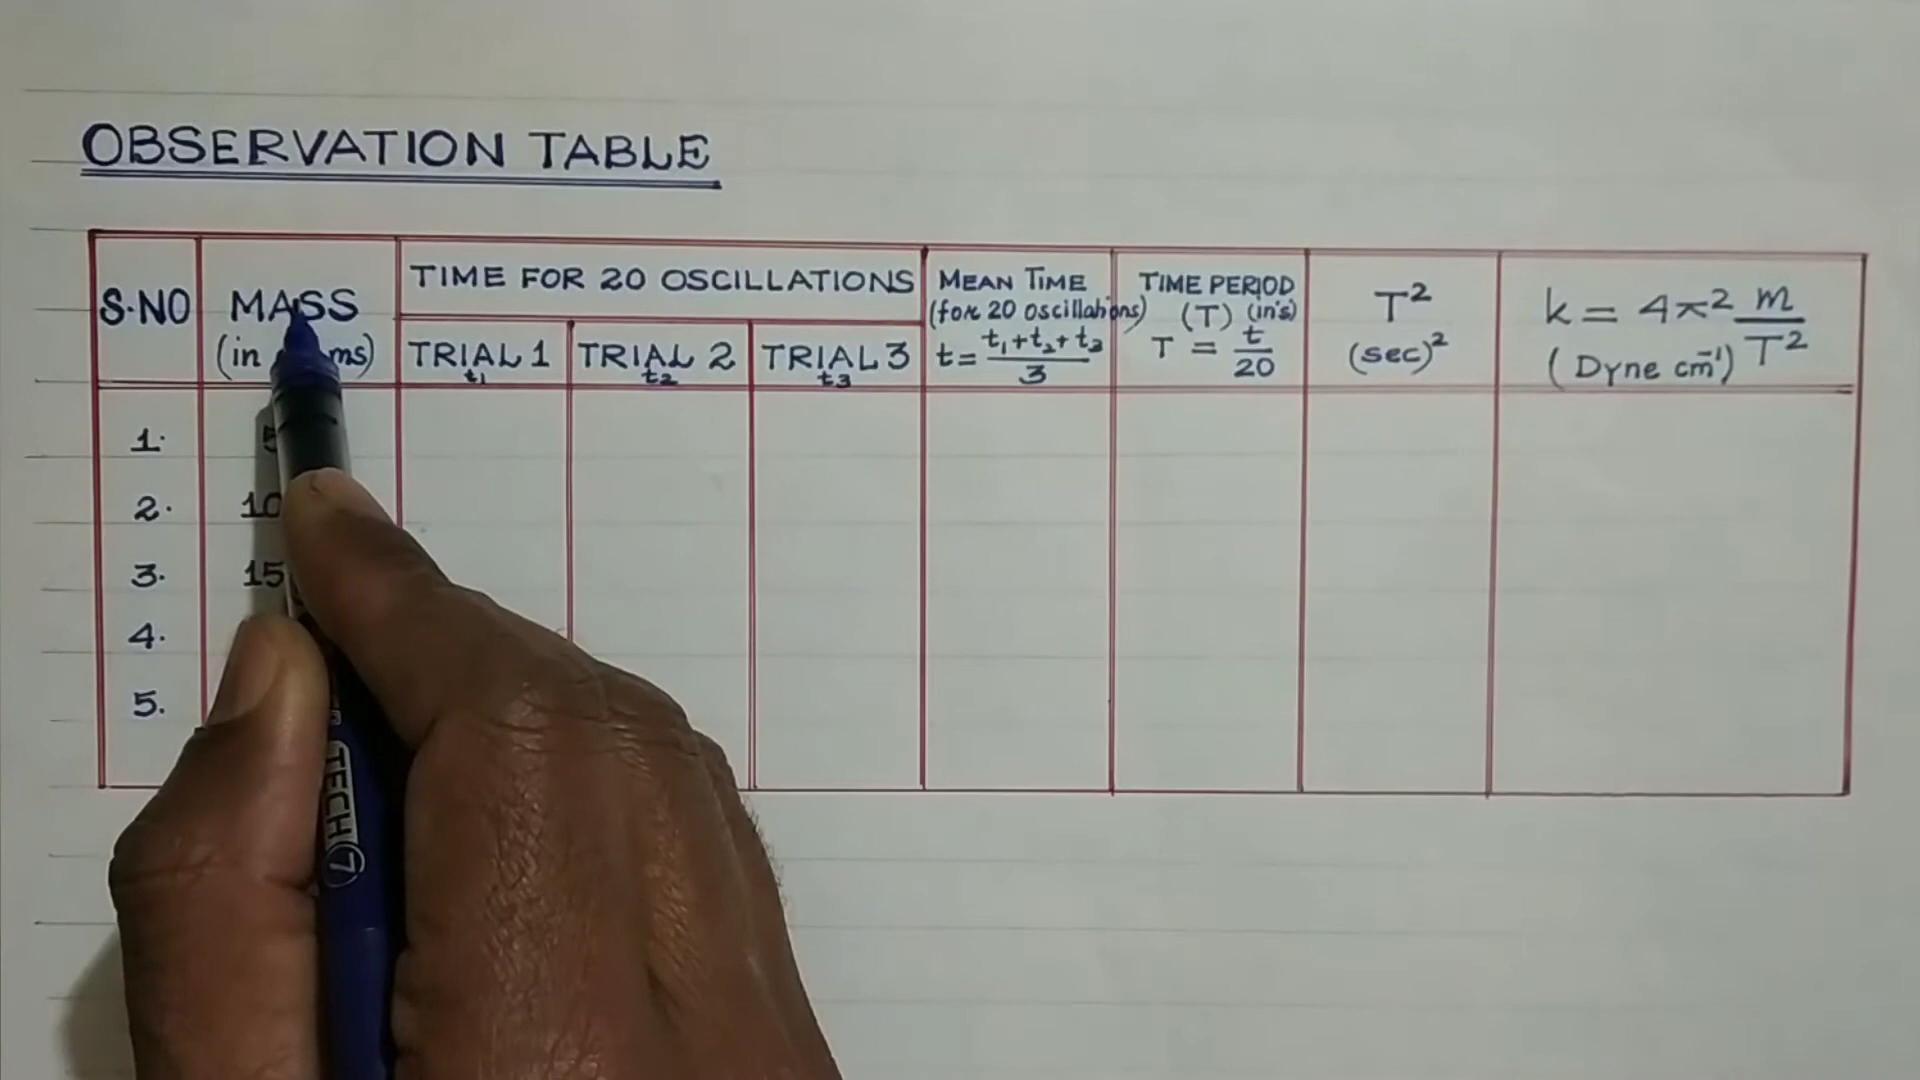 OBSERVATION TABLE
S.NO
MASS
(in ms)
TIME FOR 20 OSCILLATIONS
TRIAL 1
t₁
TRIAL 2
t₂
TRIAL 3
t₃
MEAN TIME
(for 20 oscillations)
t = t₁+t₂+t₃ / 3
TIME PERIOD
(T) (in's)
T = t / 20
T²
(sec)²
k = 4π² m / T²
(Dyne cm⁻¹)
1.
2. 10
3. 15
4.
5.
TECH 7